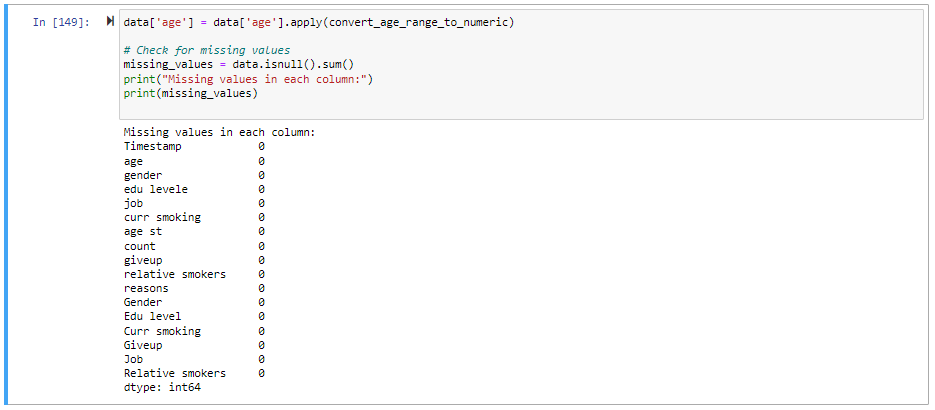 In [149]:
data['age'] = data['age'].apply(convert_age_range_to_numeric)
# Check for missing values
missing_values = data.isnull().sum()
print("Missing values in each column:")
print(missing_values)
Missing values in each column:
Timestamp 0
age 0
gender 0
edu levele 0
job 0
curr smoking 0
age st 0
count 0
giveup 0
relative smokers 0
reasons 0
Gender 0
Edu level 0
Curr smoking 0
Giveup 0
Job 0
Relative smokers 0
dtype: int64